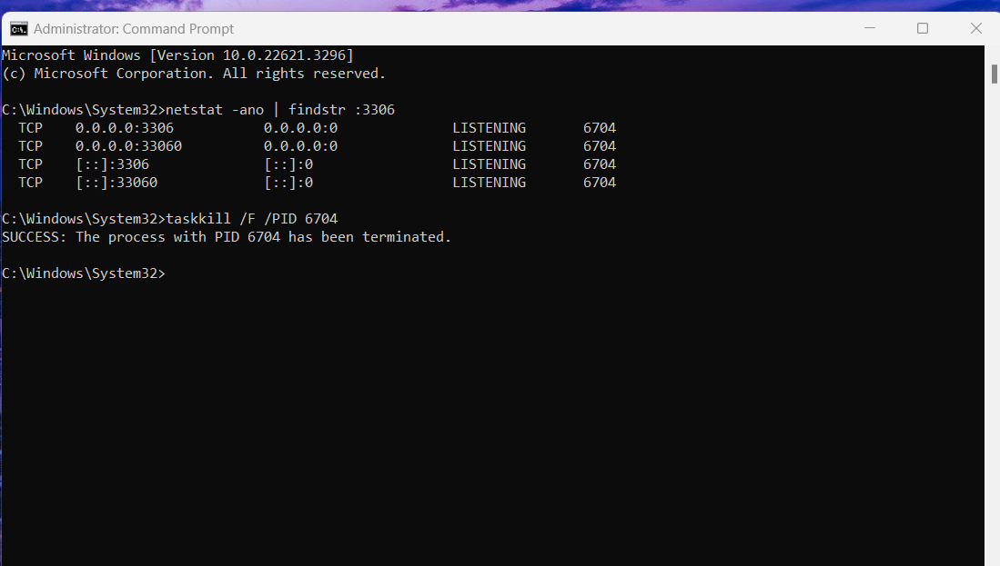 Administrator: Command Prompt
Microsoft Windows [Version 10.0.22621.3296]
(c) Microsoft Corporation. All rights reserved.
C:\Windows\System32>netstat -ano | findstr :3306
TCP    0.0.0.0:3306           0.0.0.0:0              LISTENING       6704
TCP    0.0.0.0:33060          0.0.0.0:0              LISTENING       6704
TCP    [::]:3306              [::]:0                 LISTENING       6704
TCP    [::]:33060             [::]:0                 LISTENING       6704
C:\Windows\System32>taskkill /F /PID 6704
SUCCESS: The process with PID 6704 has been terminated.
C:\Windows\System32>